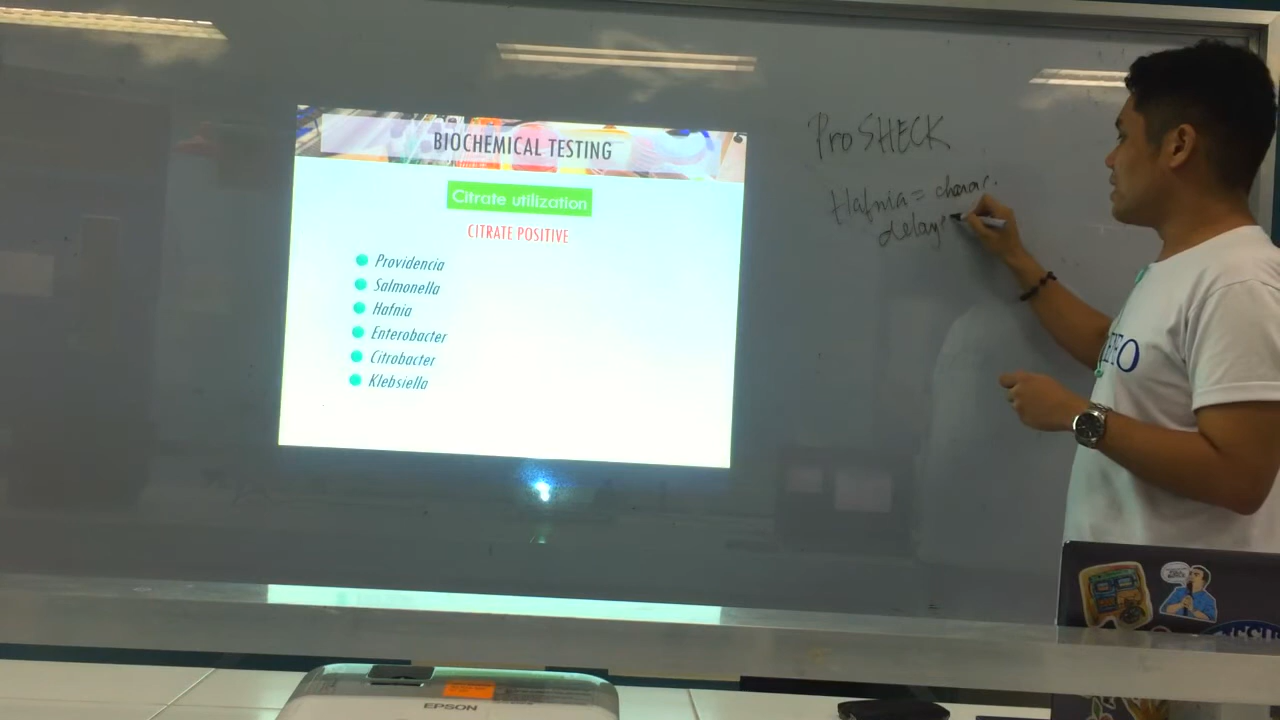 BIOCHEMICAL TESTING
Citrate utilization
CITRATE POSITIVE
Providencia
Salmonella
Hafnia
Enterobacter
Citrobacter
Klebsiella
ProSHECK
Hafnia = charac.
delaye
EPSON